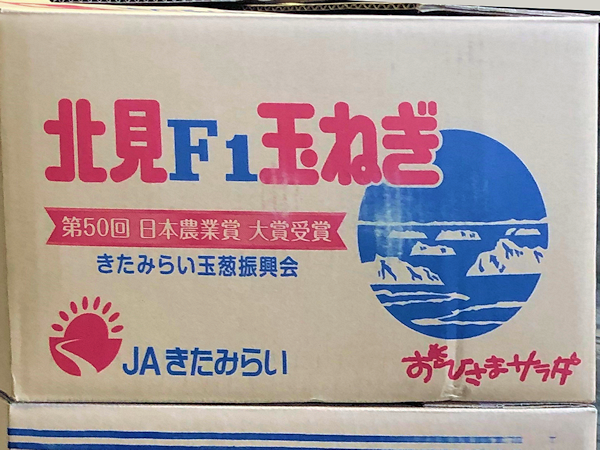 北見F1玉ねぎ
第50回 日本農業賞 大賞受賞
きたみらい玉葱振興会
JAきたみらい
おひさまサラダ